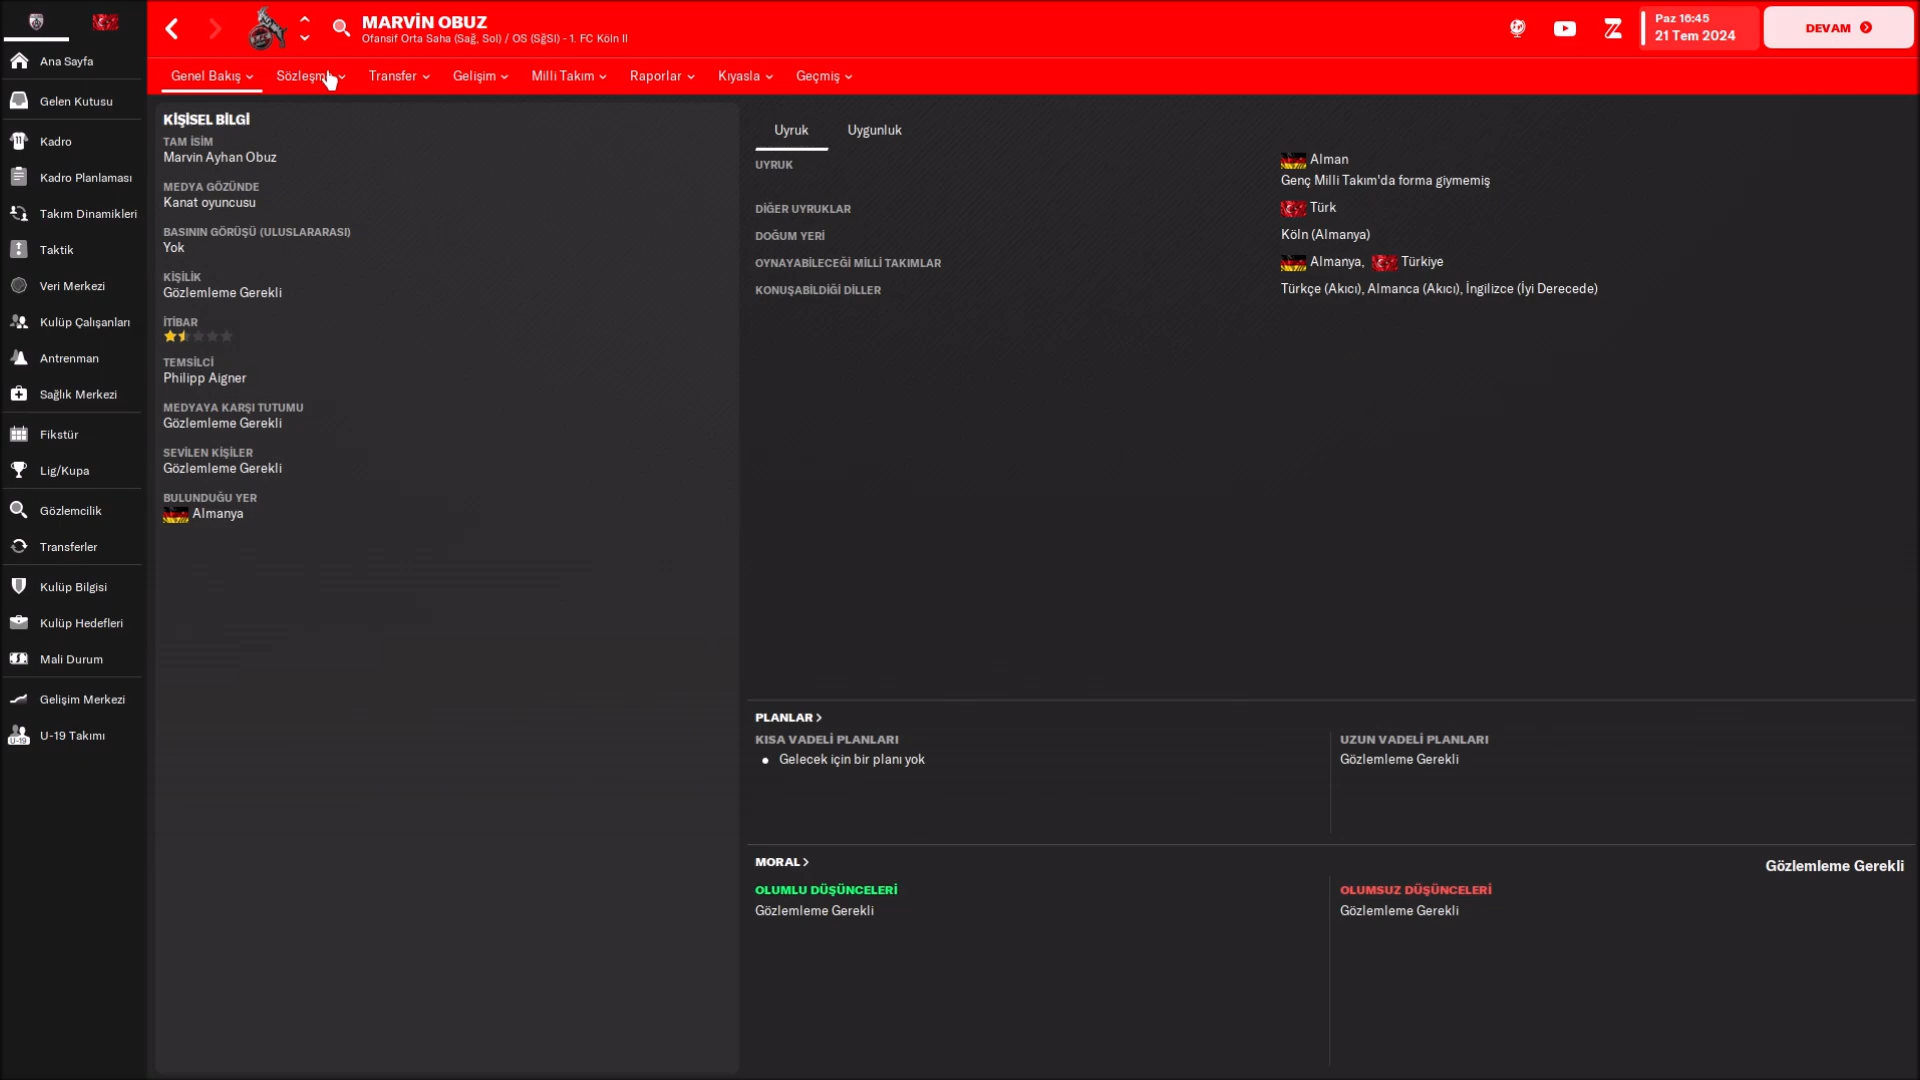 MARVİN OBUZ
Ofansif Orta Saha (Sağ, Sol) / OS (SğSl) - 1. FC Köln II
Paz 16:45
21 Tem 2024
DEVAM
Genel Bakış
Transfer
Gelişim
Milli Takım
Raporlar
Kıyasla
Geçmiş
Ana Sayfa
Gelen Kutusu
Kadro
Kadro Planlaması
Takım Dinamikleri
Taktik
Veri Merkezi
Kulüp Çalışanları
Antrenman
Sağlık Merkezi
Fikstür
Lig/Kupa
Gözlemcilik
Transferler
Kulüp Bilgisi
Kulüp Hedefleri
Mali Durum
Gelişim Merkezi
U-19 Takımı
KİŞİSEL BİLGİ
TAM İSİM
Marvin Ayhan Obuz
MEDYA GÖZÜNDE
Kanat oyuncusu
BASININ GÖRÜŞÜ (ULUSLARARASI)
Yok
KİŞİLİK
Gözlemleme Gerekli
İTİBAR
TEMSİLCİ
Philipp Aigner
MEDYAYA KARŞI TUTUMU
Gözlemleme Gerekli
SEVİLEN KİŞİLER
Gözlemleme Gerekli
BULUNDUĞU YER
Almanya
Uyruk
Uygunluk
UYRUK
Alman
Genç Milli Takım'da forma giymemiş
DİĞER UYRUKLAR
Türk
DOĞUM YERİ
Köln (Almanya)
OYNAYABİLECEĞİ MİLLİ TAKIMLAR
Almanya, Türkiye
KONUŞABİLDİĞİ DİLLER
Türkçe (Akıcı), Almanca (Akıcı), İngilizce (İyi Derecede)
PLANLAR
KISA VADELİ PLANLARI
Gelecek için bir planı yok
UZUN VADELİ PLANLARI
Gözlemleme Gerekli
MORAL
Gözlemleme Gerekli
OLUMLU DÜŞÜNCELERİ
Gözlemleme Gerekli
OLUMSUZ DÜŞÜNCELERİ
Gözlemleme Gerekli